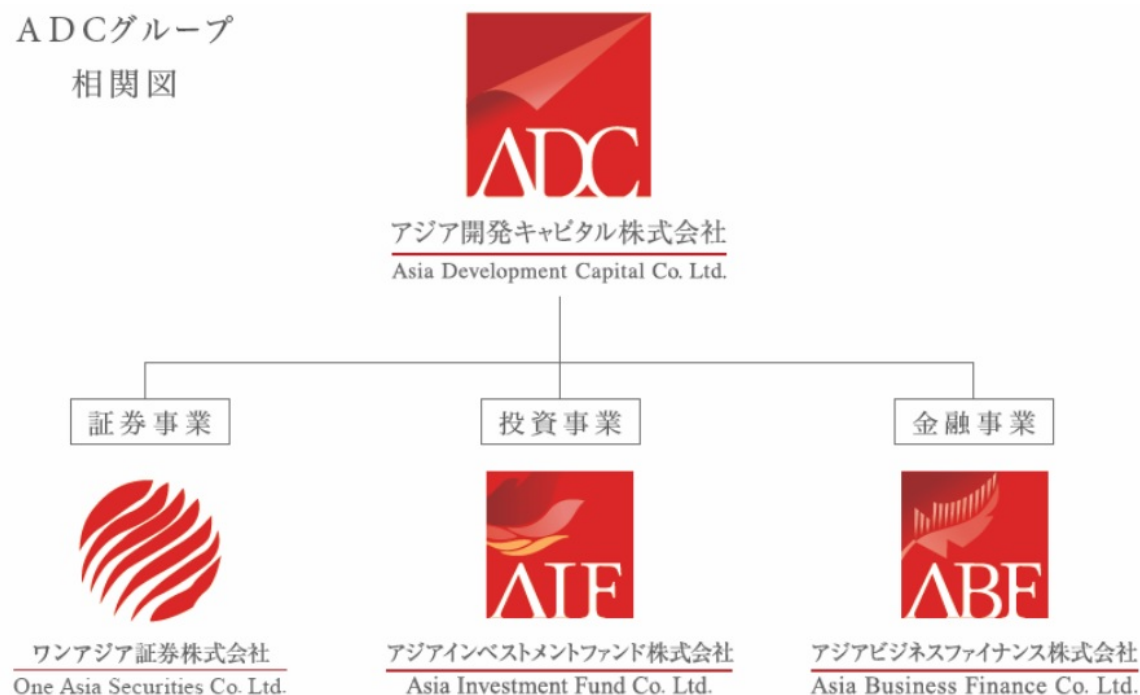 ADCグループ
相関図
ADC
アジア開発キャピタル株式会社
Asia Development Capital Co. Ltd.
証券事業
投資事業
金融事業
AIF
ABF
ワンアジア証券株式会社
One Asia Securities Co. Ltd.
アジアインベストメントファンド株式会社
Asia Investment Fund Co. Ltd.
アジアビジネスファイナンス株式会社
Asia Business Finance Co. Ltd.